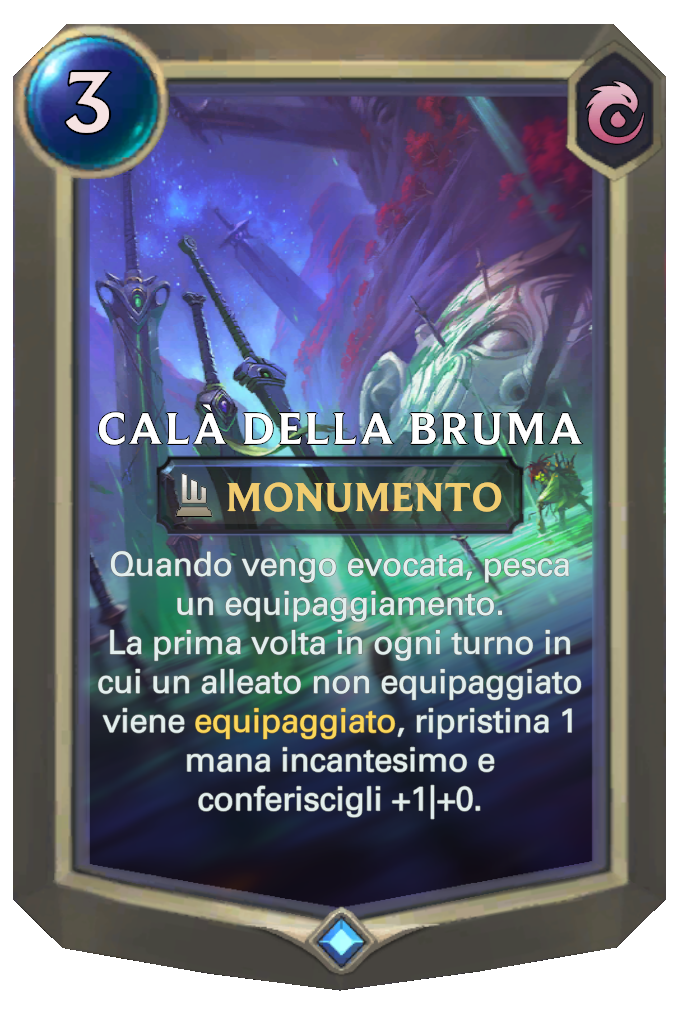 3
CALÀ DELLA BRUMA
MONUMENTO
Quando vengo evocata, pesca
un equipaggiamento.
La prima volta in ogni turno in
cui un alleato non equipaggiato
viene equipaggiato, ripristina 1
mana incantesimo e
conferiscigli +1|+0.